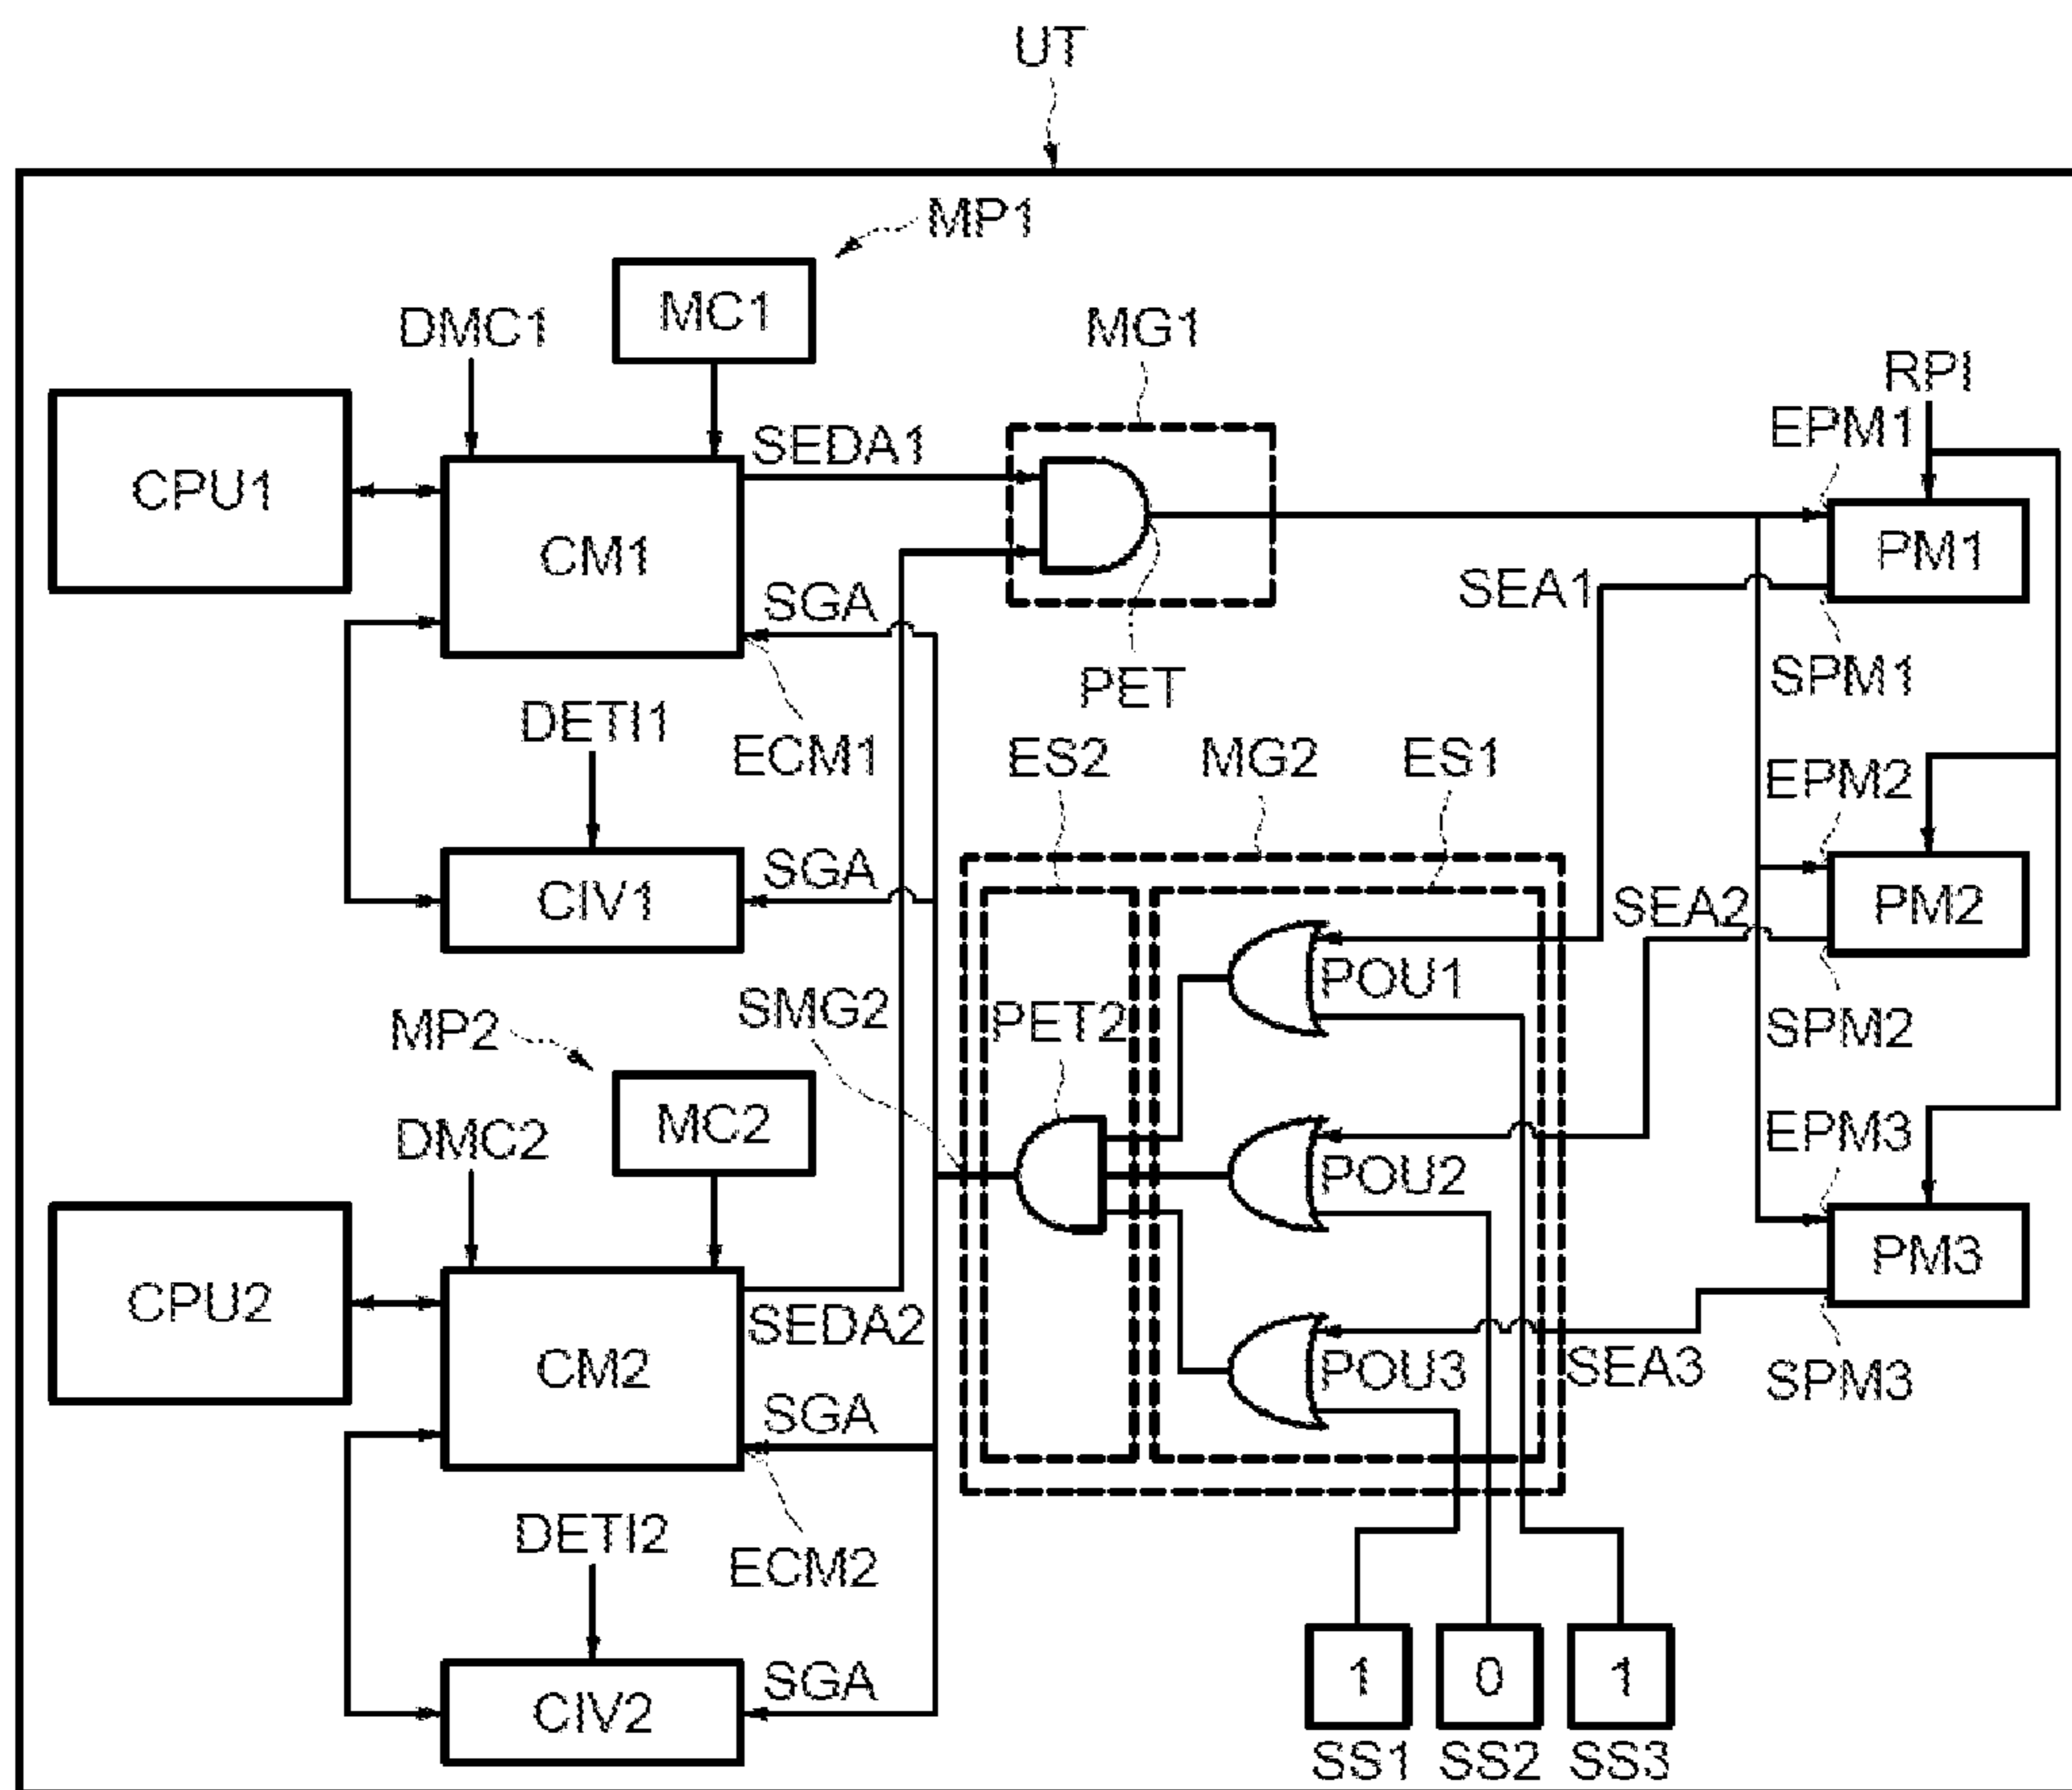 UT
MP1
MC1
DMC1
MG1
RPI
EPM1
SEDA1
CPU1
CM1
PM1
SGA
SEA1
SPM1
PET
DETI1
ECM1
ES2
MG2
ES1
EPM2
SGA
CIV1
SEA2
PM2
POU1
SMG2
PET2
MP2
SPM2
MC2
DMC2
EPM3
POU2
CPU2
PM3
SEDA2
CM2
POU3
SEA3
SPM3
SGA
DETI2
ECM2
SGA
CIV2
1
0
1
SS1
SS2
SS3